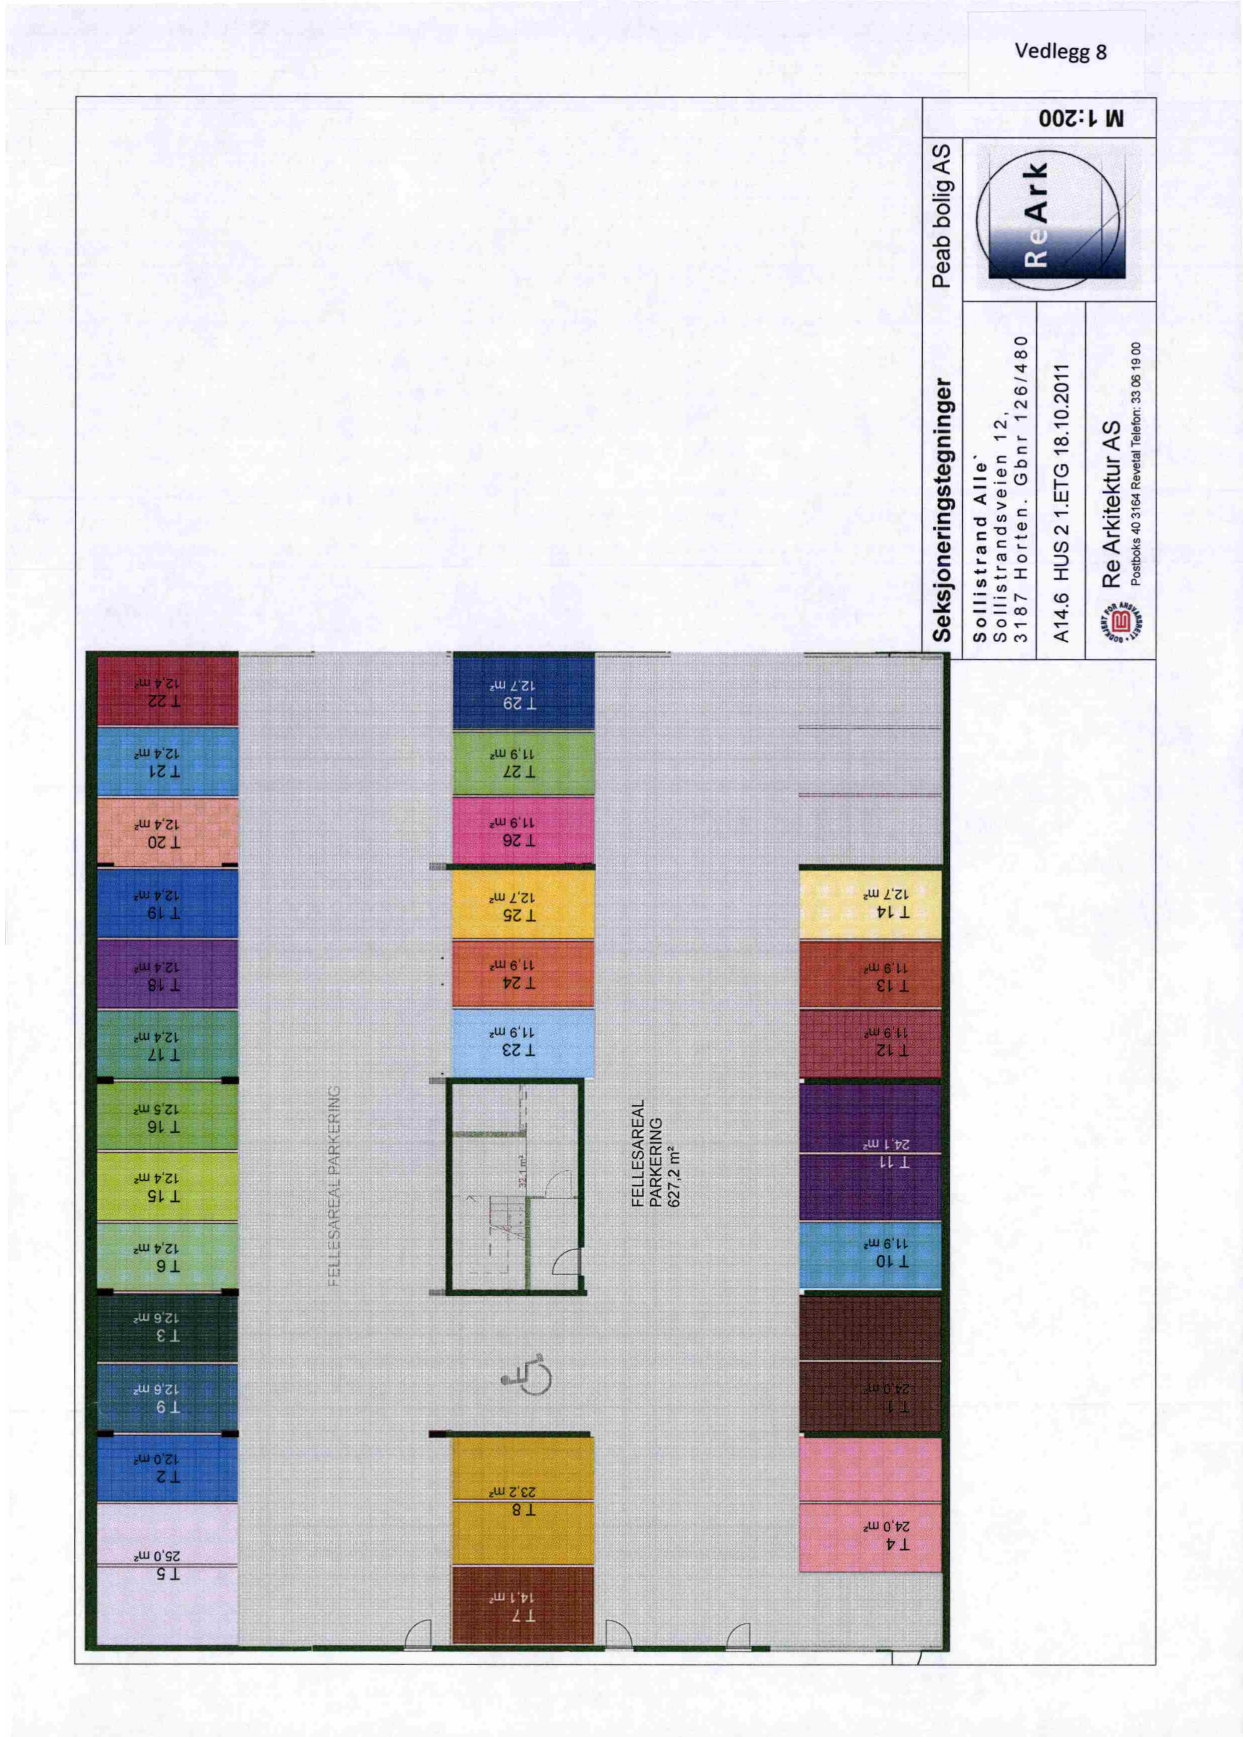 Vedlegg 8
M 1:200
Peab bolig AS
ReArk
Seksjoneringstegninger
Sollistrand Alle`
Sollistrandsveien 12,
3187 Horten. Gbnr 126/480
A14.6 HUS 2 1.ETG 18.10.2011
Re Arkitektur AS
Postboks 40 3164 Revetal Telefon: 33 06 19 00
T 22
12,4 m²
T 21
12,4 m²
T 20
12,4 m²
T 19
12,4 m²
T 18
12,4 m²
T 17
12,4 m²
T 16
12,5 m²
T 15
12,4 m²
T 6
12,4 m²
T 3
12,6 m²
T 9
12,6 m²
T 2
12,0 m²
T 5
25,0 m²
FELLESAREAL PARKERING
T 29
12,7 m²
T 27
11,9 m²
T 26
11,9 m²
T 25
12,7 m²
T 24
11,9 m²
T 23
11,9 m²
32,1 m²
T 8
23,2 m²
T 7
14,1 m²
FELLESAREAL
PARKERING
627,2 m²
T 14
12,7 m²
T 13
11,9 m²
T 12
11,9 m²
T 11
24,1 m²
T 10
11,9 m²
T 1
24,0 m²
T 4
24,0 m²